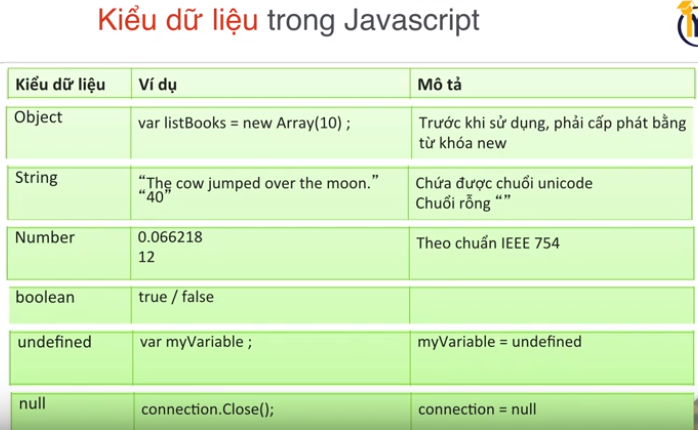 Kiểu dữ liệu trong Javascript
Kiểu dữ liệu Ví dụ Mô tả
Object var listBooks = new Array(10) ; Trước khi sử dụng, phải cấp phát bằng
từ khóa new
String “The cow jumped over the moon.” Chứa được chuổi unicode
“40” Chuổi rỗng “”
Number 0.066218 Theo chuẩn IEEE 754
12
boolean true / false
undefined var myVariable ; myVariable = undefined
null connection.Close(); connection = null